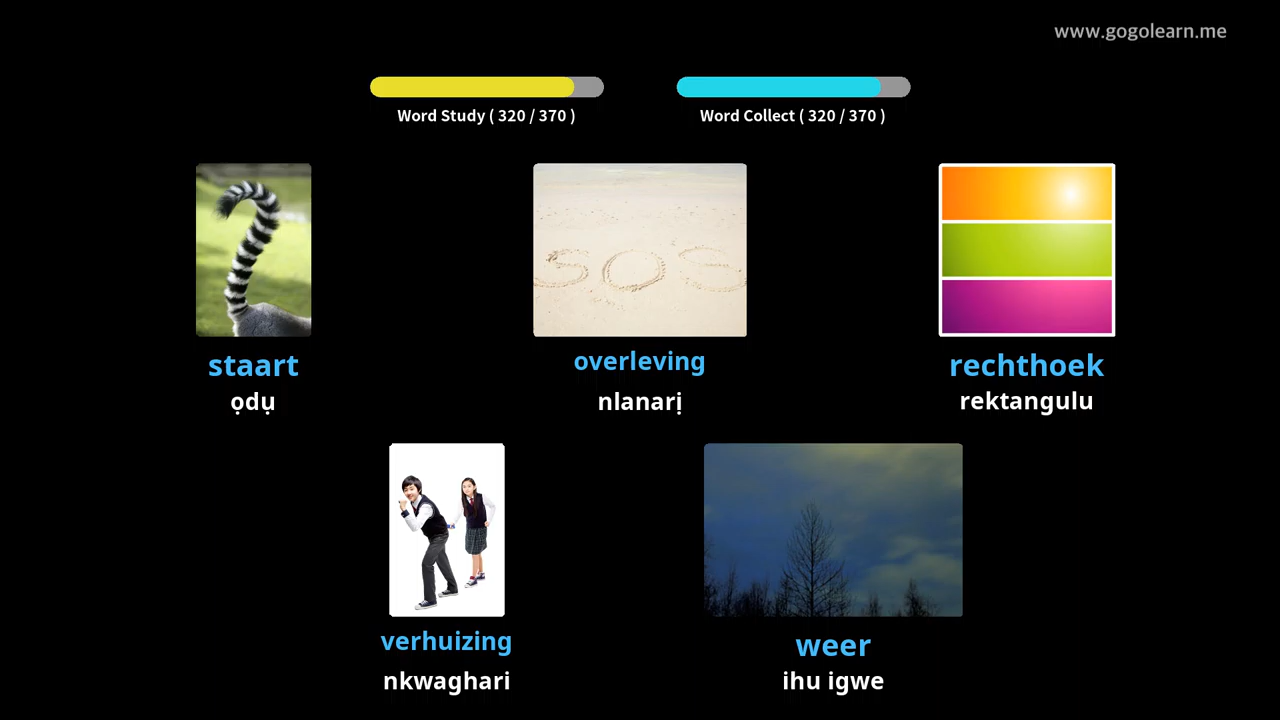 www.gogolearn.me
Word Study ( 320 / 370 )
Word Collect ( 320 / 370 )
SOS
staart
ọdụ
overleving
nlanarị
rechthoek
rektangulu
verhuizing
nkwaghari
weer
ihu igwe